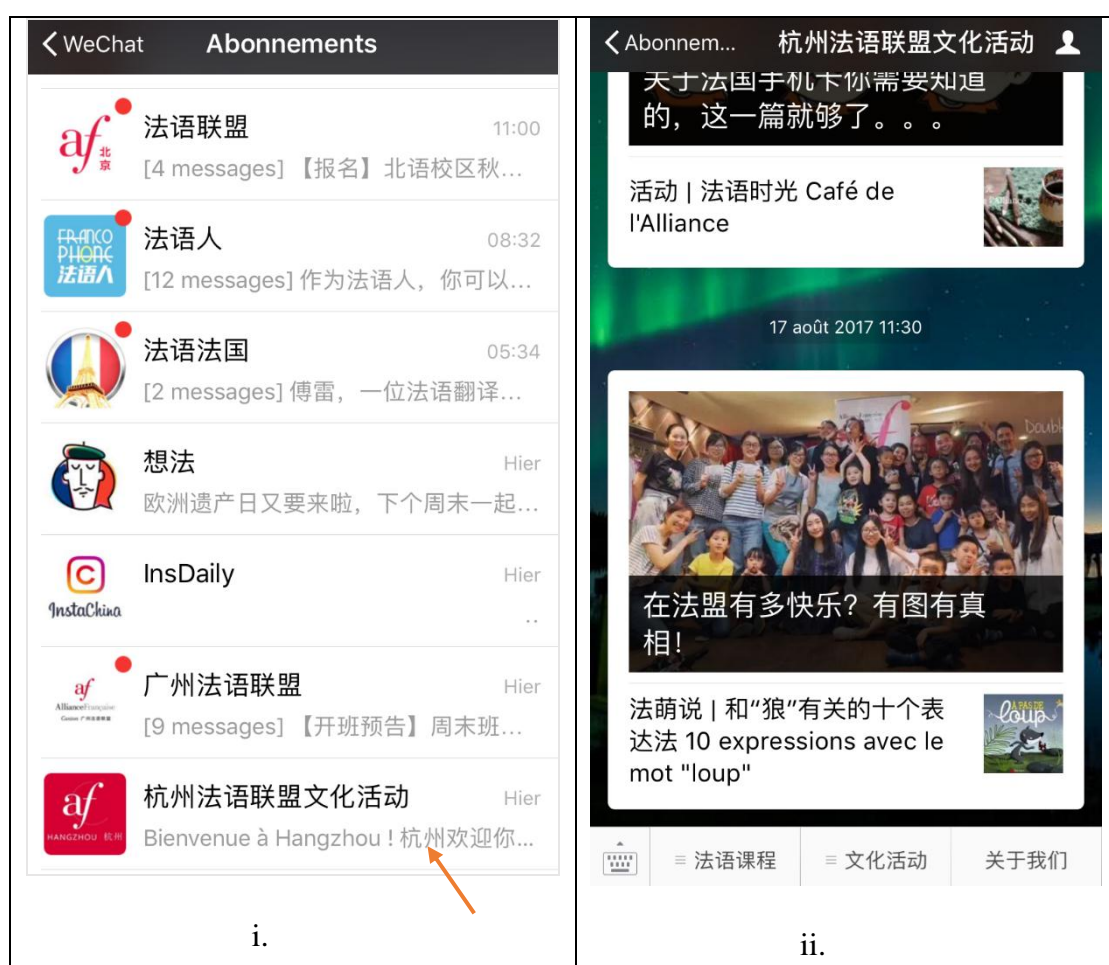 WeChat
Abonnements
af
北
京
法语联盟
11:00
[4 messages] 【报名】北语校区秋...
FRANCO
PHONE
法语人
法语人
08:32
[12 messages] 作为法语人，你可以...
法语法国
05:34
[2 messages] 傅雷，一位法语翻译...
想法
Hier
欧洲遗产日又要来啦，下个周末一起...
InstaChina
InsDaily
Hier
..
af
AllianceFrançaise
广州法语联盟
Hier
[9 messages] 【开班预告】周末班...
af
HANGZHOU 杭州
杭州法语联盟文化活动
Hier
Bienvenue à Hangzhou ! 杭州欢迎你...
i.
Abonnem...
杭州法语联盟文化活动
关于法国手机卡你需要知道
的，这一篇就够了。。。
活动 | 法语时光 Café de
l'Alliance
17 août 2017 11:30
在法盟有多快乐？有图有真
相！
法萌说 | 和“狼”有关的十个表
达法 10 expressions avec le
mot "loup"
À PAS DE
loup
法语课程
文化活动
关于我们
ii.